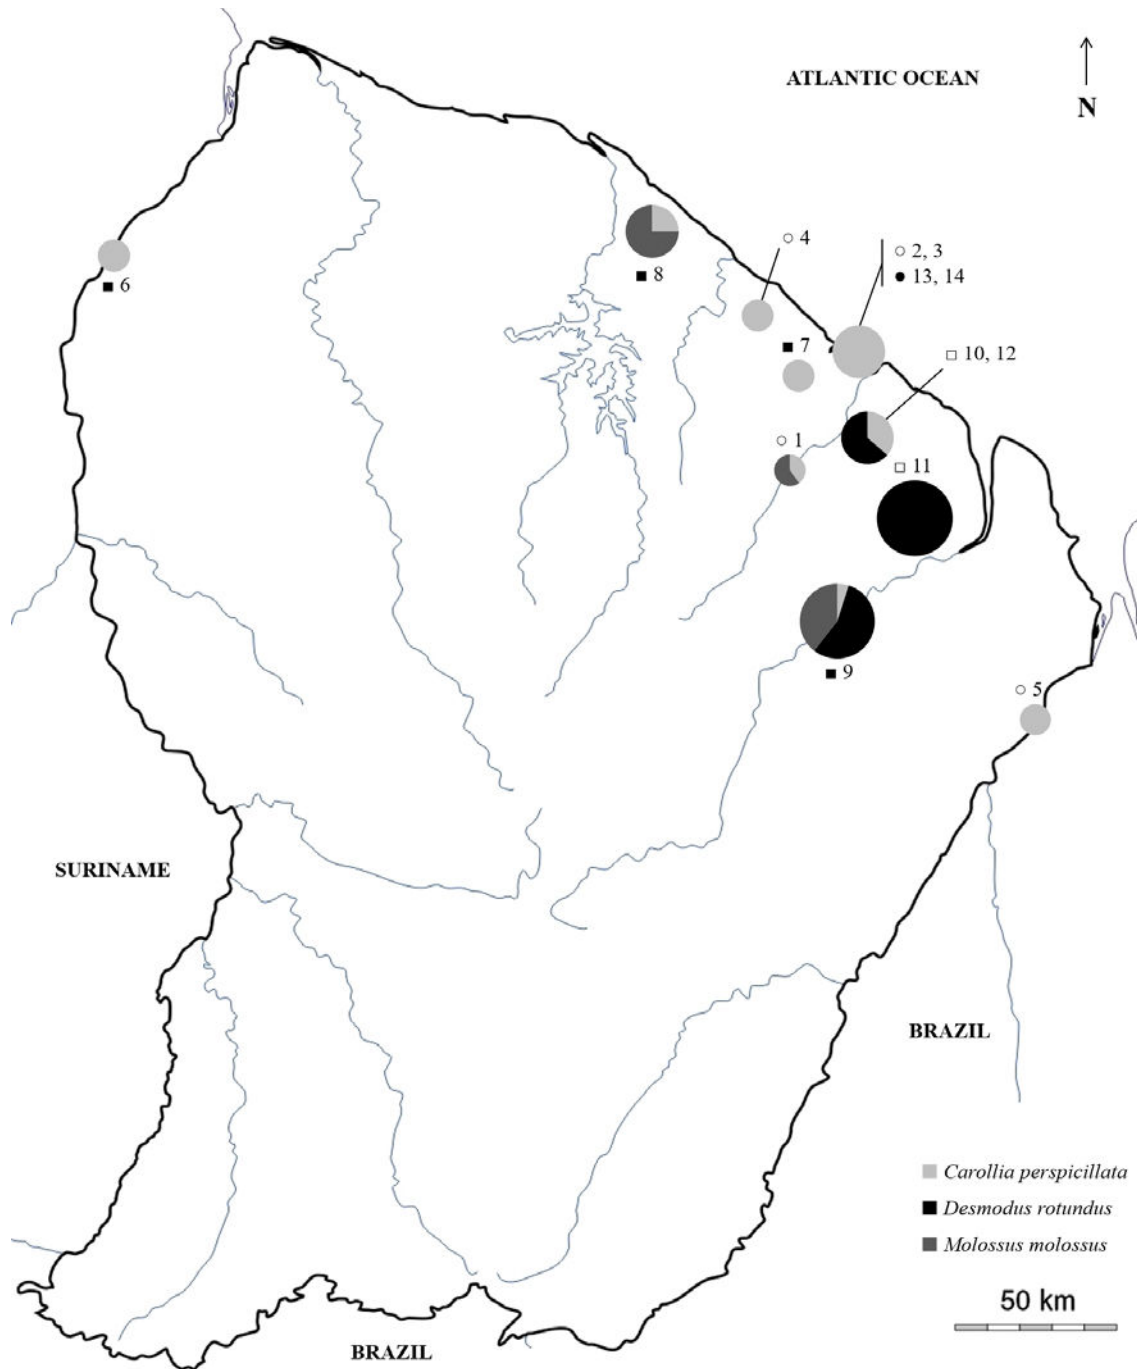 ATLANTIC OCEAN
N
4
2, 3
13, 14
6
8
7
10, 12
1
11
9
5
SURINAME
BRAZIL
Carollia perspicillata
Desmodus rotundus
Molossus molossus
50 km
BRAZIL